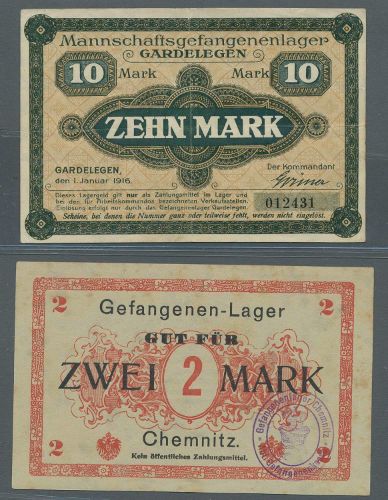 Mannschaftsgefangenenlager
GARDELEGEN
10 Mark Mark 10
ZEHN MARK
GARDELEGEN,
den 1. Januar 1916.
Der Kommandant
Dieses Lagergeld gilt nur als Zahlungsmittel im Lager und
bei den für Arbeitskommandos bezeichneten Verkaufsstellen.
Einlösung erfolgt nur durch das Gefangenenlager Gardelegen.
012431
Scheine, bei denen die Nummer ganz oder teilweise fehlt, werden nicht eingelöst.
2 2
Gefangenen-Lager
GUT FÜR
ZWEI 2 MARK
Chemnitz.
Kein öffentliches Zahlungsmittel.
2 2
Gefangenenlager Chemnitz